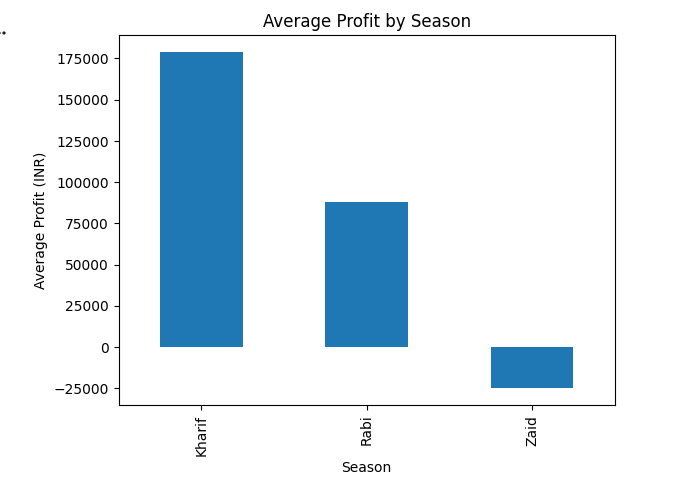 Average Profit by Season
Average Profit (INR)
175000
150000
125000
100000
75000
50000
25000
0
−25000
Kharif
Rabi
Zaid
Season